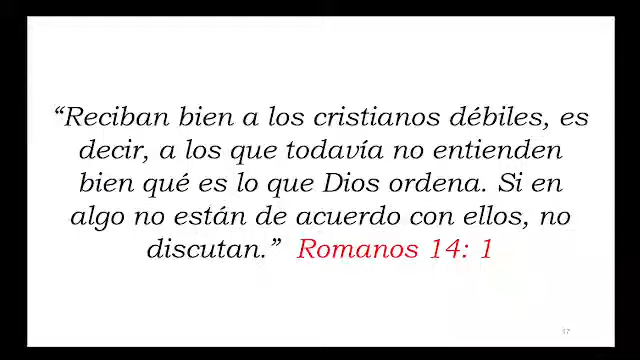 “Reciban bien a los cristianos débiles, es
decir, a los que todavía no entienden
bien qué es lo que Dios ordena. Si en
algo no están de acuerdo con ellos, no
discutan.” Romanos 14: 1